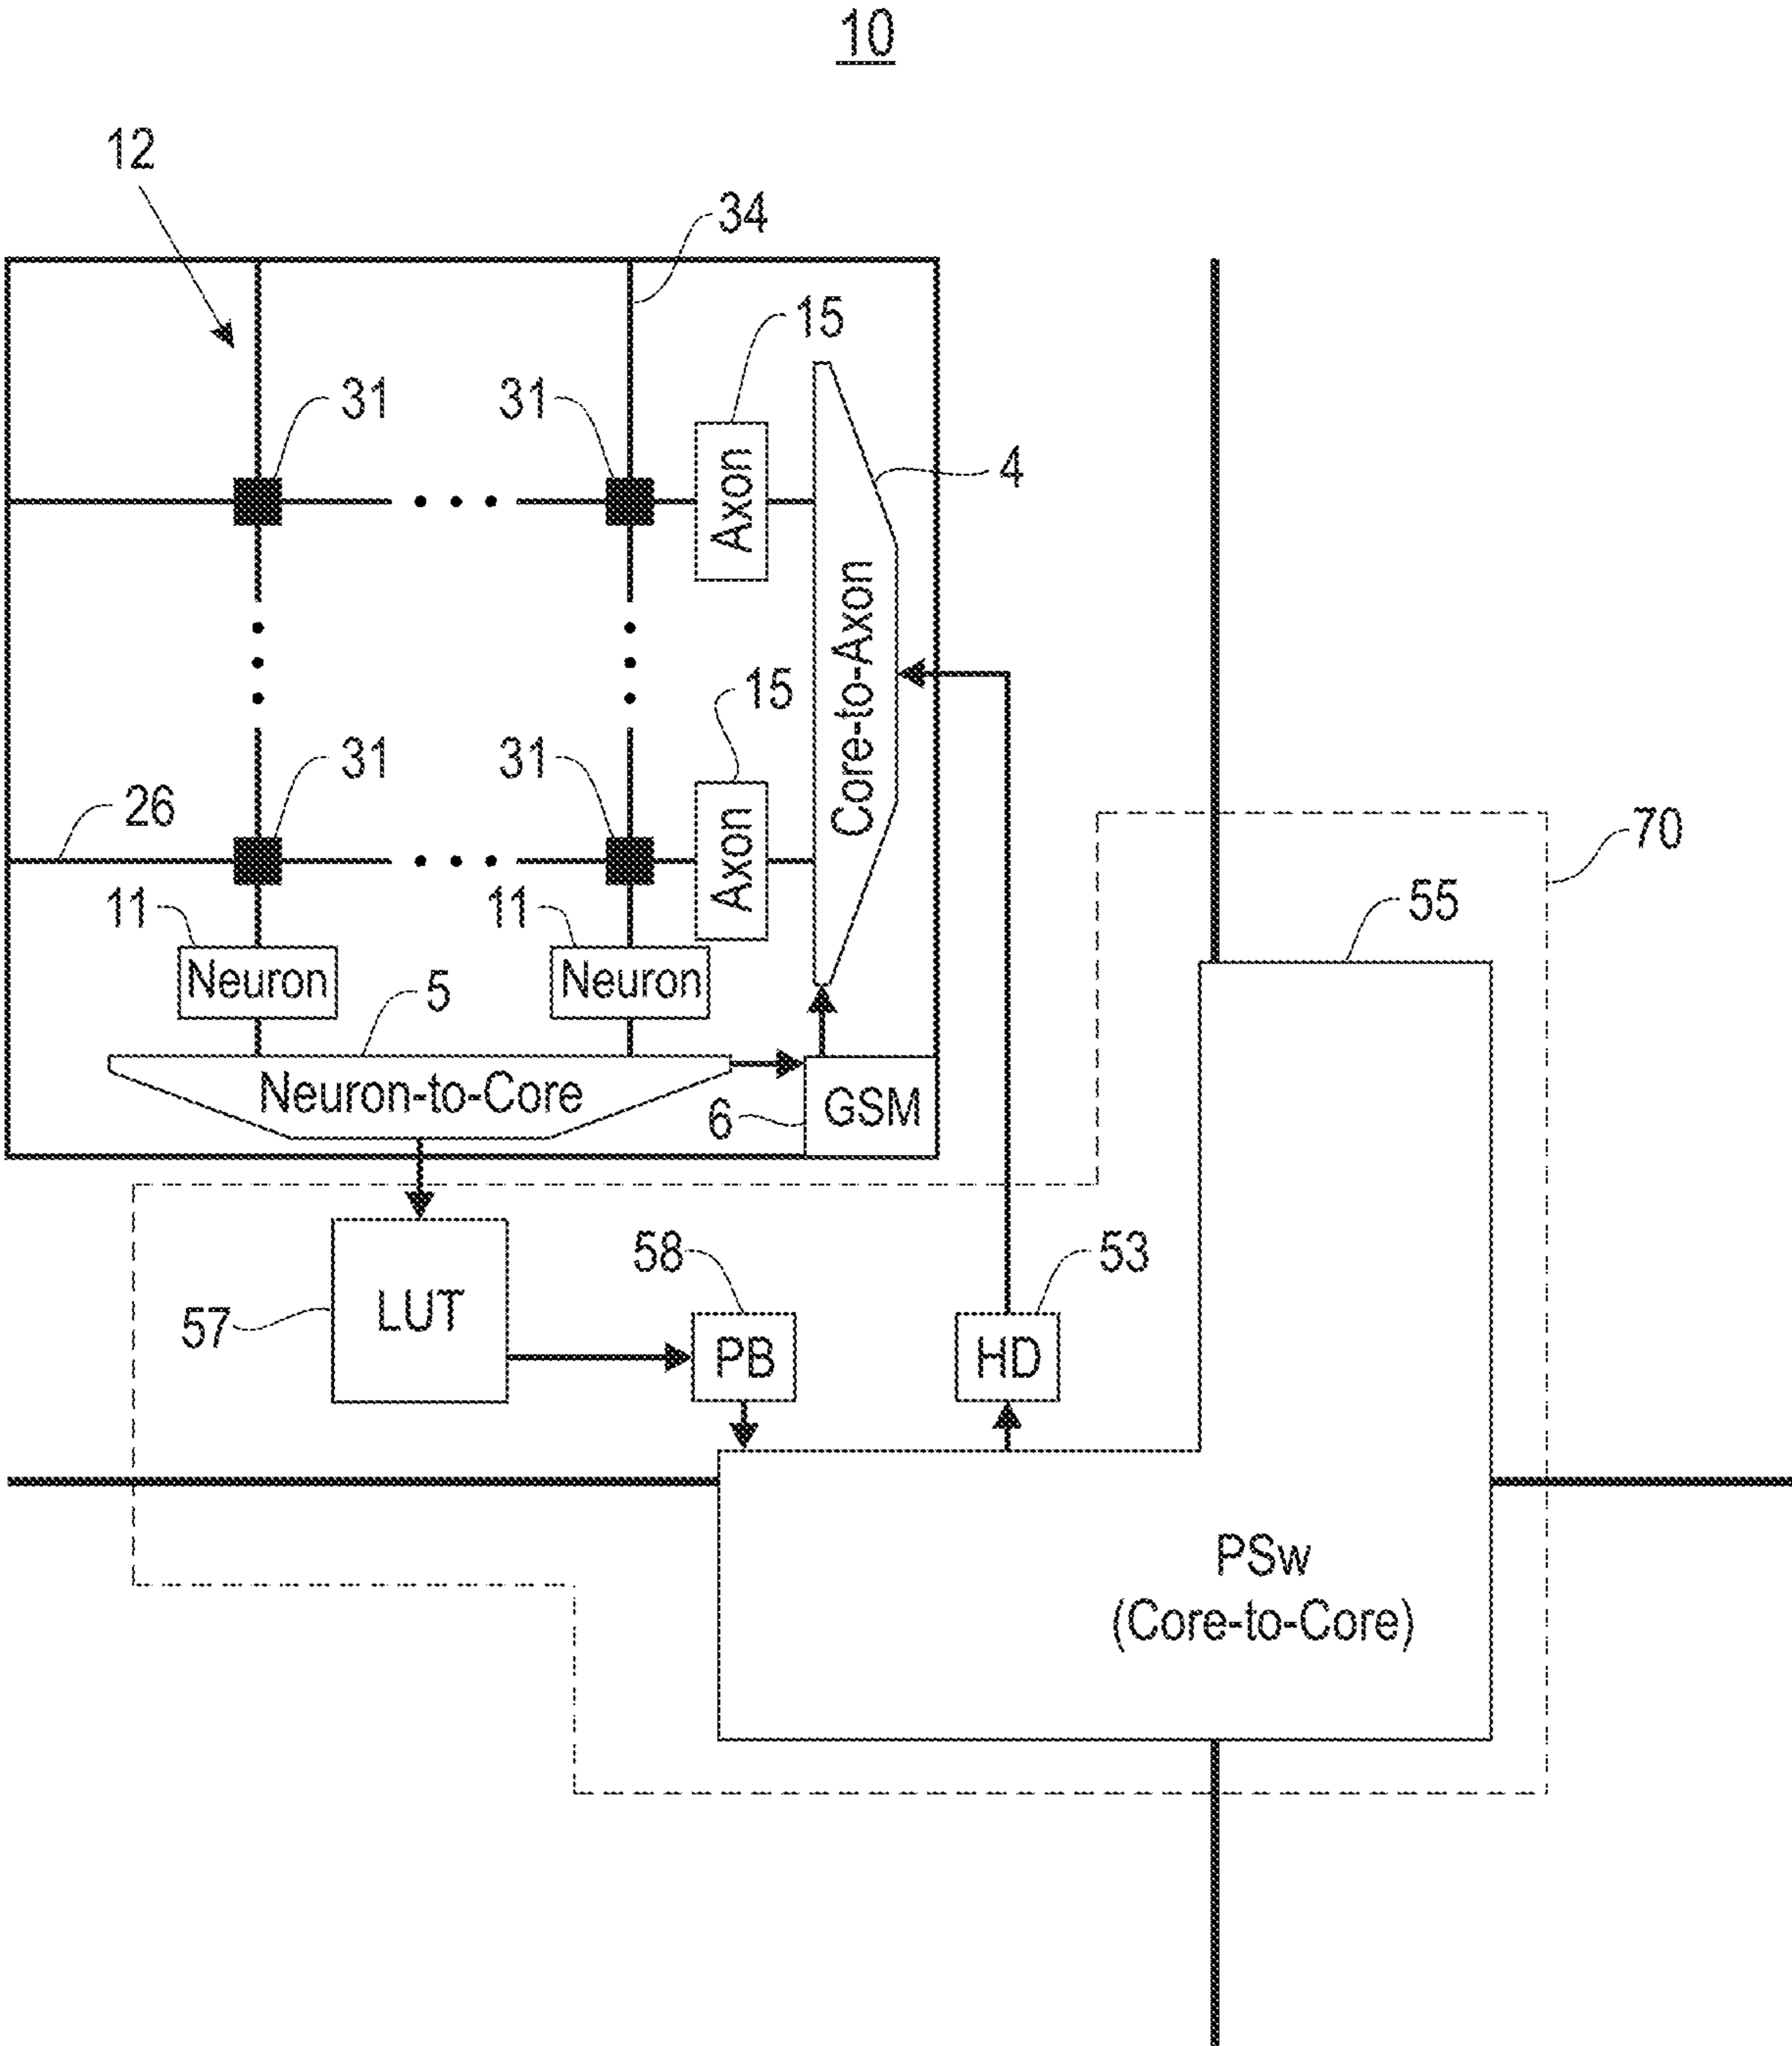 10
12
34
15
31
31
4
Axon
Core-to-Axon
15
31
31
26
Axon
70
11
11
55
Neuron
Neuron
5
Neuron-to-Core
6
GSM
58
53
57
LUT
PB
HD
PSw
(Core-to-Core)